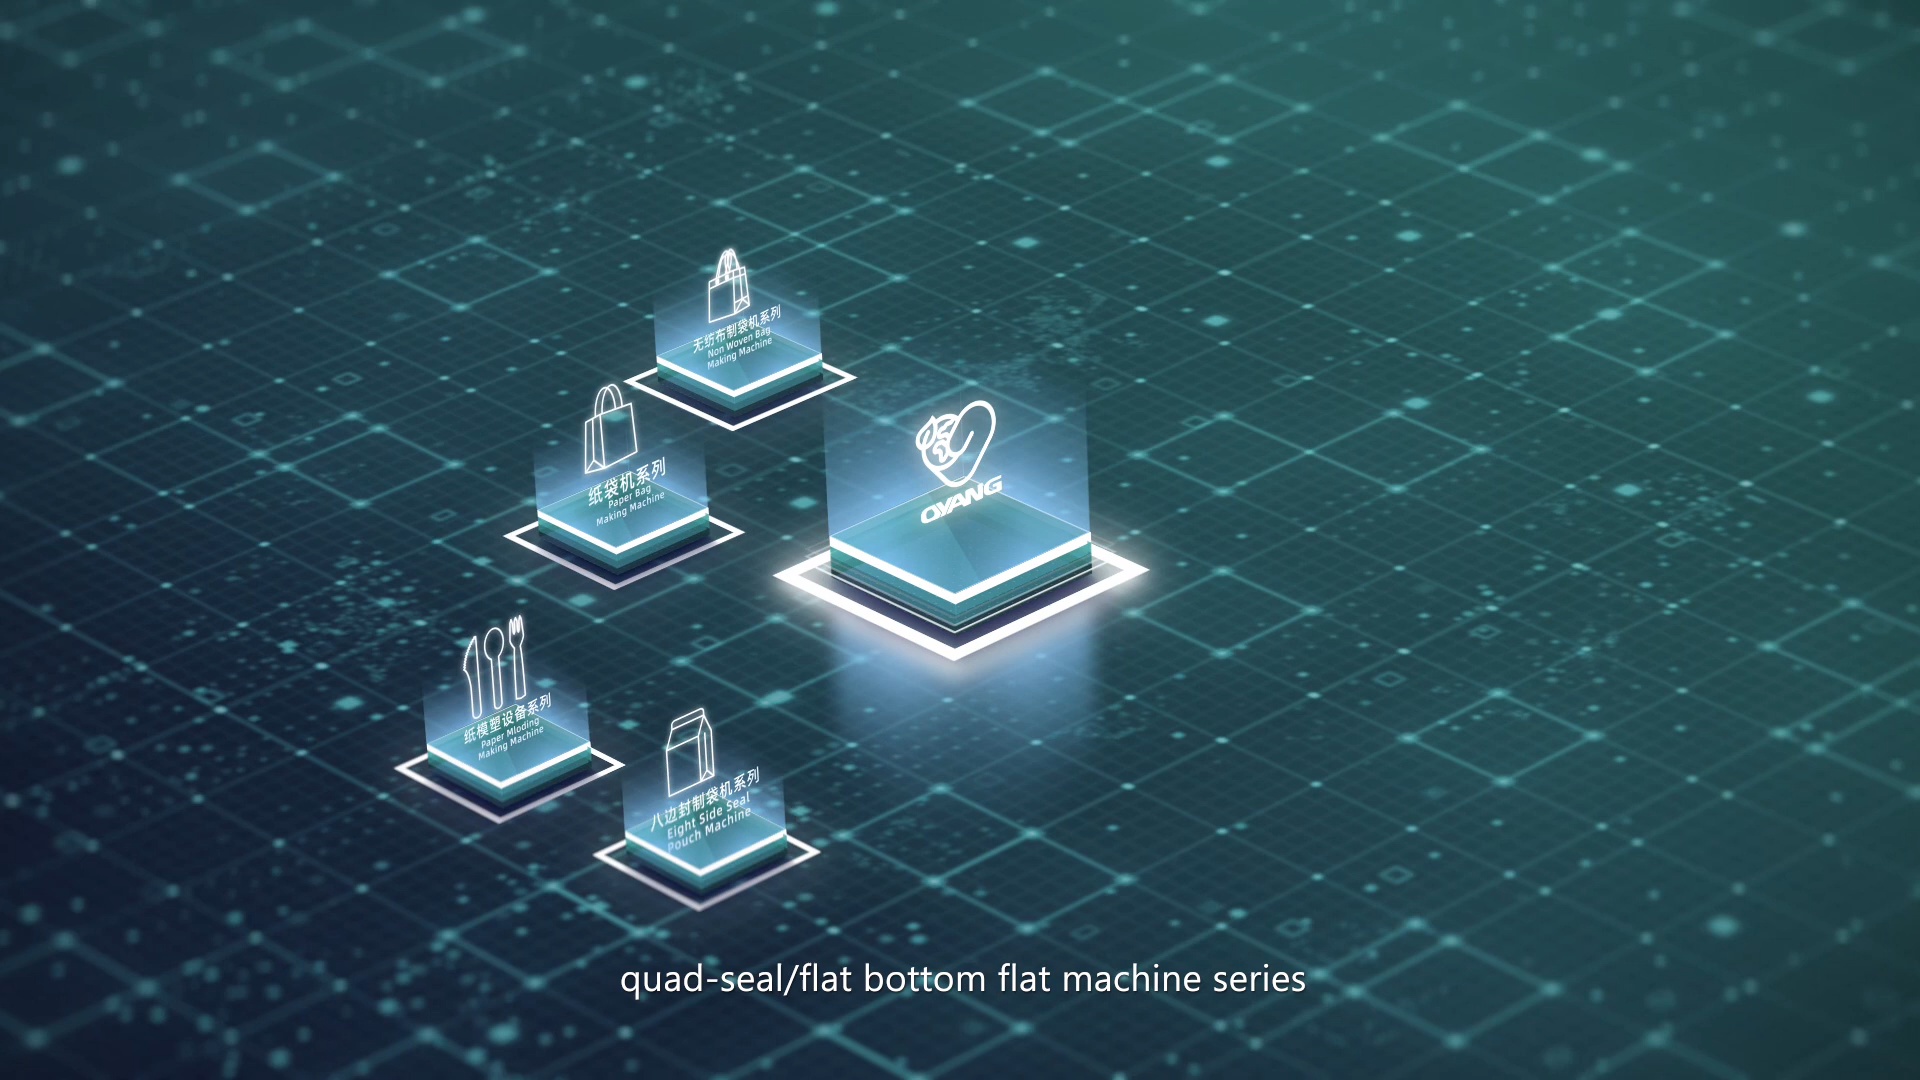 无纺布制袋机系列
Non Woven Bag
Making Machine
纸袋机系列
Paper Bag
Making Machine
OYANG
纸模塑设备系列
Paper Mloding
Making Machine
八边封制袋机系列
Eight Side Seal
Pouch Machine
quad-seal/flat bottom flat machine series